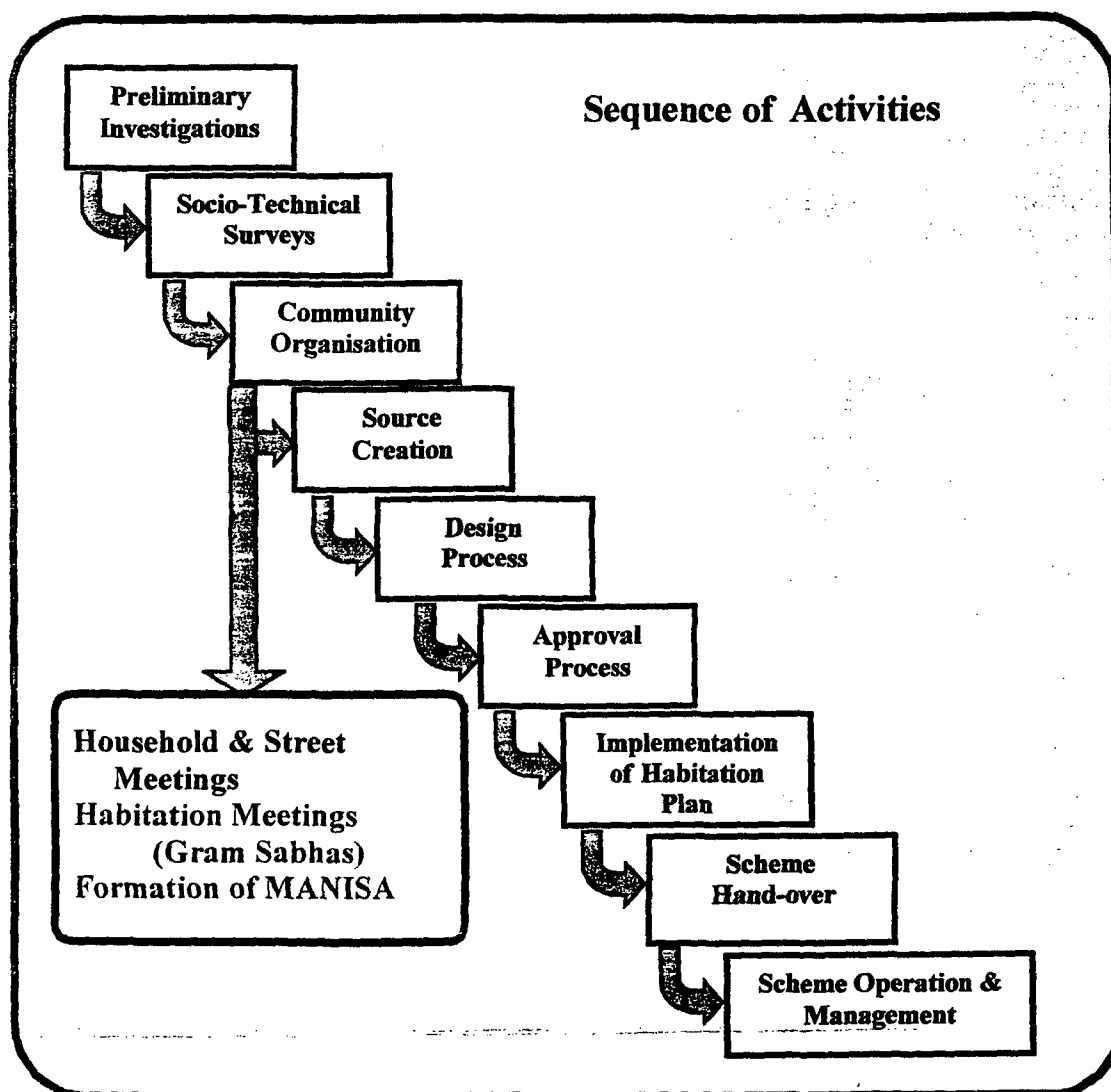 Sequence of Activities
Preliminary
Investigations
Socio-Technical
Surveys
Community
Organisation
Source
Creation
Design
Process
Approval
Process
Implementation
of Habitation
Plan
Scheme
Hand-over
Scheme Operation &
Management
Household & Street
Meetings
Habitation Meetings
(Gram Sabhas)
Formation of MANISA